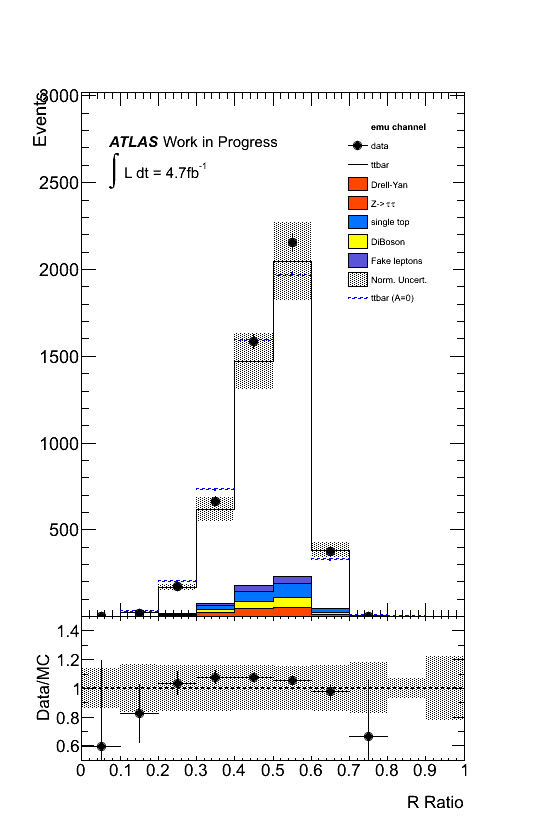 Events
3000
2500
2000
1500
1000
500
ATLAS Work in Progress
∫ L dt = 4.7fb⁻¹
emu channel
data
ttbar
Drell-Yan
Z->ττ
single top
DiBoson
Fake leptons
Norm. Uncert.
ttbar (A=0)
Data/MC
1.4
1.2
1
0.8
0.6
0 0.1 0.2 0.3 0.4 0.5 0.6 0.7 0.8 0.9 1
R Ratio